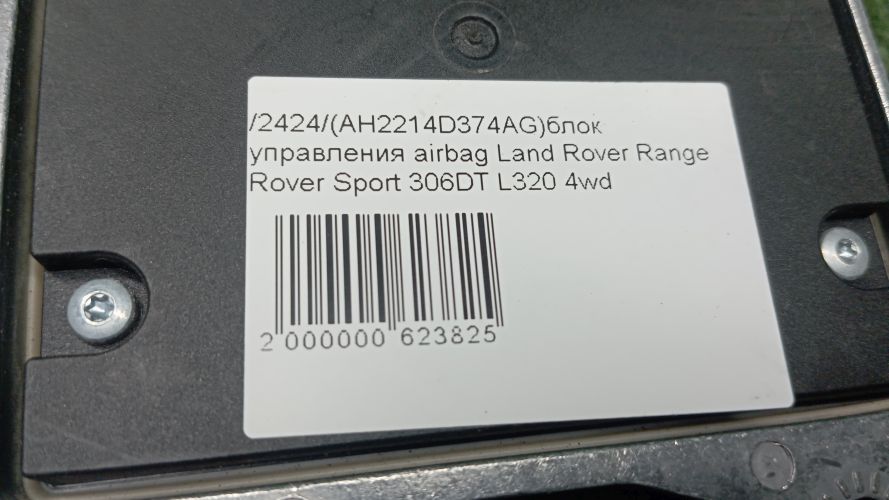 /2424/(AH2214D374AG)блок
управления airbag Land Rover Range
Rover Sport 306DT L320 4wd
2 000000 623825